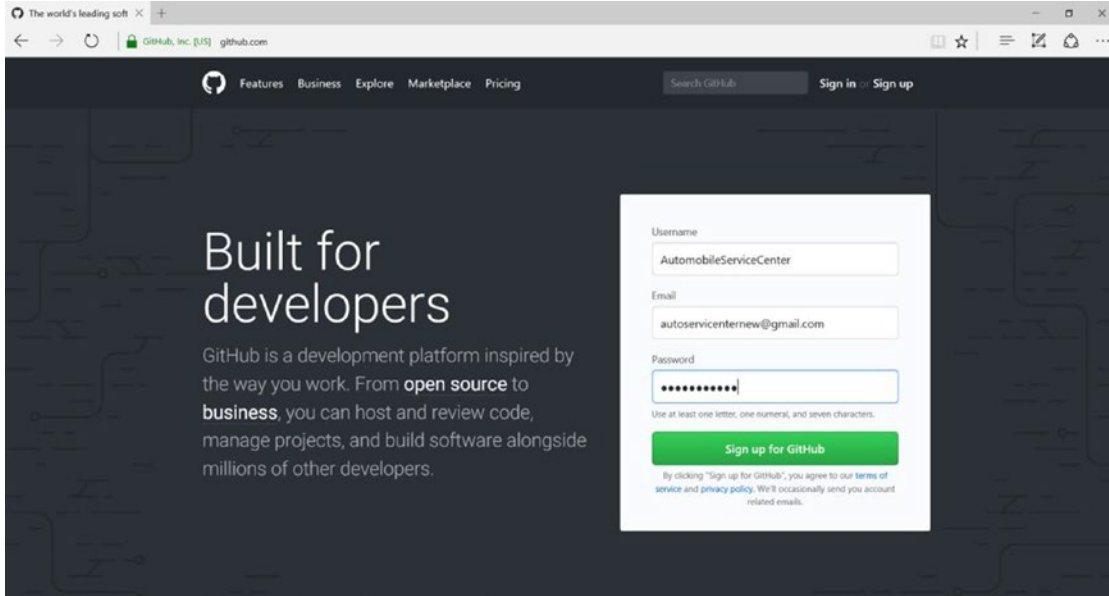 The world's leading soft
GitHub, Inc. [US] github.com
Features Business Explore Marketplace Pricing
Search GitHub
Sign in or Sign up
Built for
developers
GitHub is a development platform inspired by
the way you work. From open source to
business, you can host and review code,
manage projects, and build software alongside
millions of other developers.
Username
AutomobileServiceCenter
Email
autoservicenternew@gmail.com
Password
Use at least one letter, one numeral, and seven characters.
Sign up for GitHub
By clicking "Sign up for GitHub", you agree to our terms of
service and privacy policy. We'll occasionally send you account
related emails.